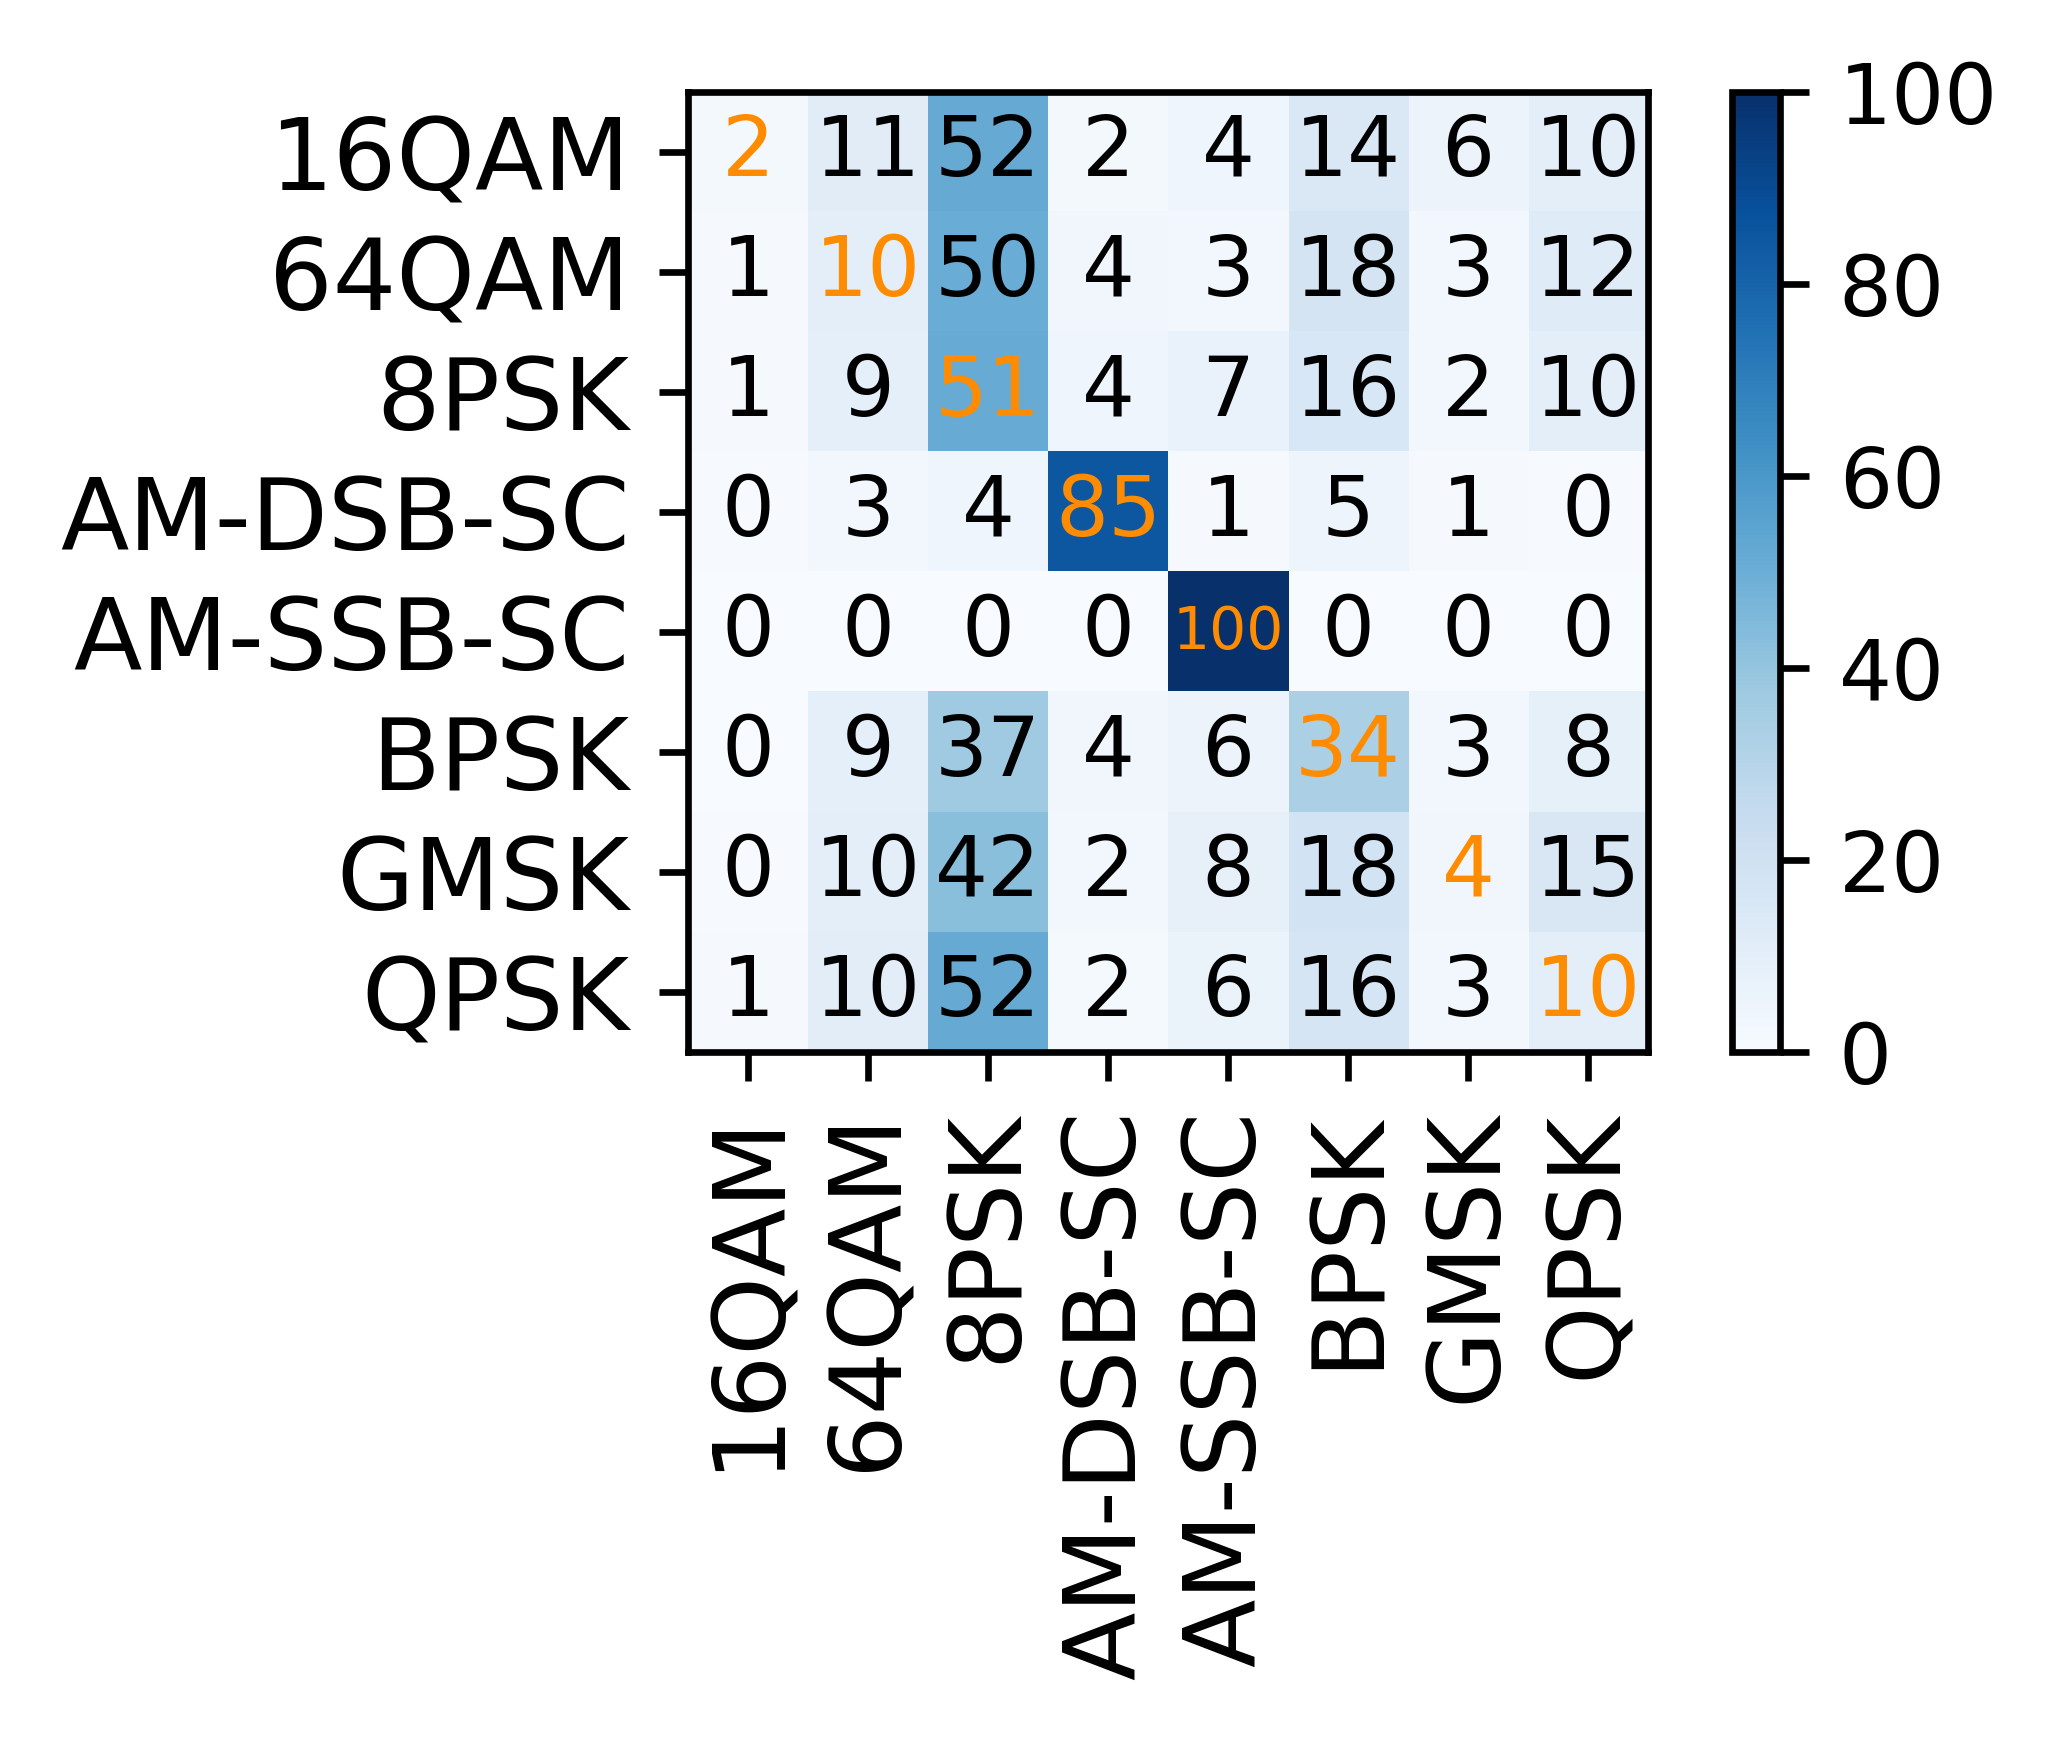 16QAM 2 11 52 2 4 14 6 10
64QAM 1 10 50 4 3 18 3 12
8PSK 1 9 51 4 7 16 2 10
AM-DSB-SC 0 3 4 85 1 5 1 0
AM-SSB-SC 0 0 0 0 100 0 0 0
BPSK 0 9 37 4 6 34 3 8
GMSK 0 10 42 2 8 18 4 15
QPSK 1 10 52 2 6 16 3 10
16QAM
64QAM
8PSK
AM-DSB-SC
AM-SSB-SC
BPSK
GMSK
QPSK
100
80
60
40
20
0